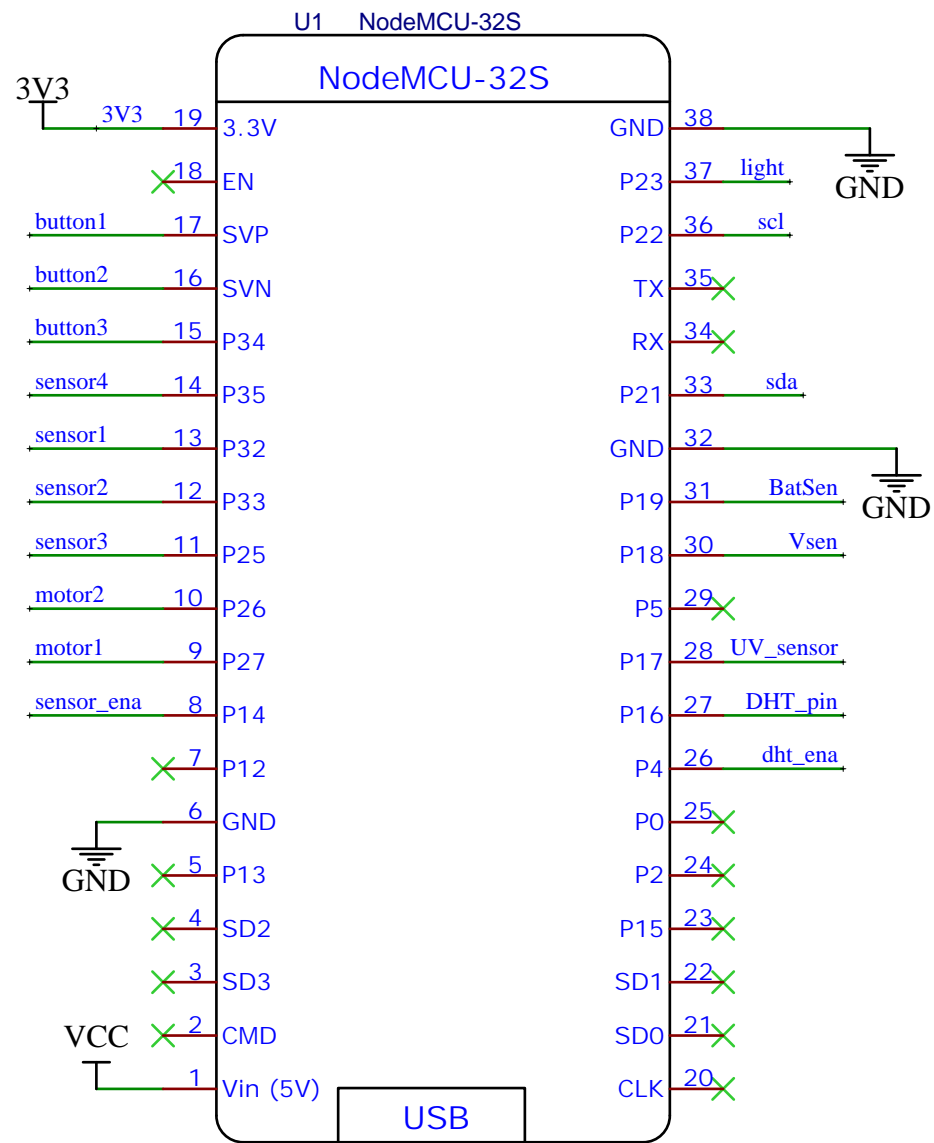 U1 NodeMCU-32S
NodeMCU-32S
3V3
3V3 19 3.3V GND 38
GND
18 EN P23 37 light
button1 17 SVP P22 36 scl
button2 16 SVN TX 35
button3 15 P34 RX 34
sensor4 14 P35 P21 33 sda
sensor1 13 P32 GND 32
GND
sensor2 12 P33 P19 31 BatSen
sensor3 11 P25 P18 30 Vsen
motor2 10 P26 P5 29
motor1 9 P27 P17 28 UV_sensor
sensor_ena 8 P14 P16 27 DHT_pin
7 P12 P4 26 dht_ena
6 GND P0 25
GND
5 P13 P2 24
4 SD2 P15 23
3 SD3 SD1 22
VCC
2 CMD SD0 21
1 Vin (5V) CLK 20
USB